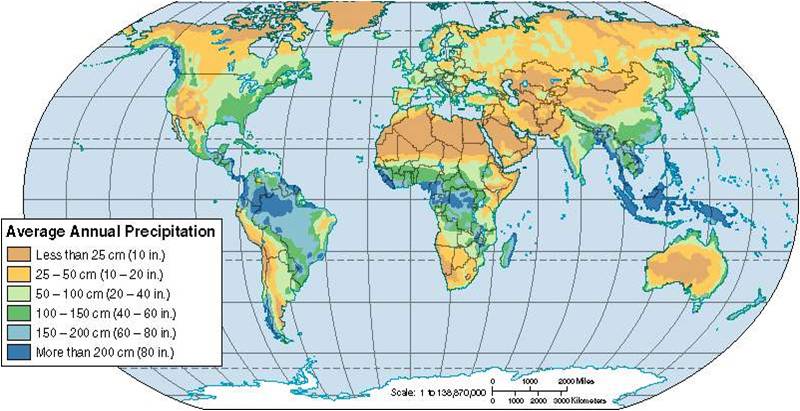 Average Annual Precipitation
Less than 25 cm (10 in.)
25 – 50 cm (10 – 20 in.)
50 – 100 cm (20 – 40 in.)
100 – 150 cm (40 – 60 in.)
150 – 200 cm (60 – 80 in.)
More than 200 cm (80 in.)
0 1000 2000 Miles
Scale: 1 to 138,870,000
0 1000 2000 3000 Kilometers